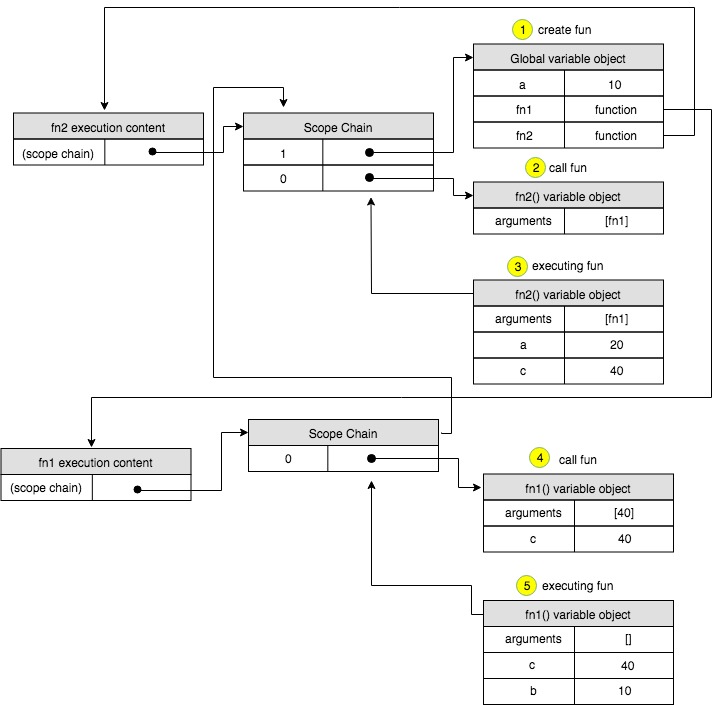 1 create fun
Global variable object
a 10
fn1 function
fn2 function
fn2 execution content
(scope chain)
Scope Chain
1
0
2 call fun
fn2() variable object
arguments [fn1]
3 executing fun
fn2() variable object
arguments [fn1]
a 20
c 40
fn1 execution content
(scope chain)
Scope Chain
0
4 call fun
fn1() variable object
arguments [40]
c 40
5 executing fun
fn1() variable object
arguments []
c 40
b 10